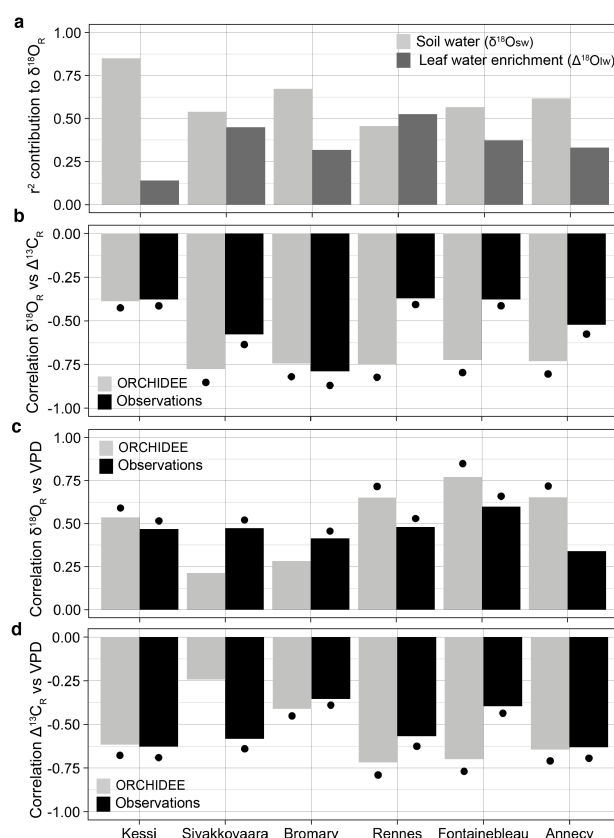 a
r² contribution to δ¹⁸O_R
1.00
0.75
0.50
0.25
0.00
Soil water (δ¹⁸Osw)
Leaf water enrichment (Δ¹⁸Olw)
b
Correlation δ¹⁸O_R vs Δ¹³C_R
0.00
-0.25
-0.50
-0.75
-1.00
ORCHIDEE
Observations
c
Correlation δ¹⁸O_R vs VPD
1.00
0.75
0.50
0.25
0.00
ORCHIDEE
Observations
d
Correlation Δ¹³C_R vs VPD
0.00
-0.25
-0.50
-0.75
-1.00
ORCHIDEE
Observations
Kessi Sivakkovaara Bromarv Rennes Fontainebleau Annecy